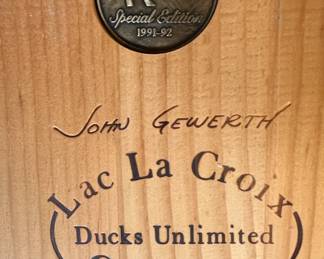 Special Edition
1991-92
JOHN GEWERTH
Lac La Croix
Ducks Unlimited